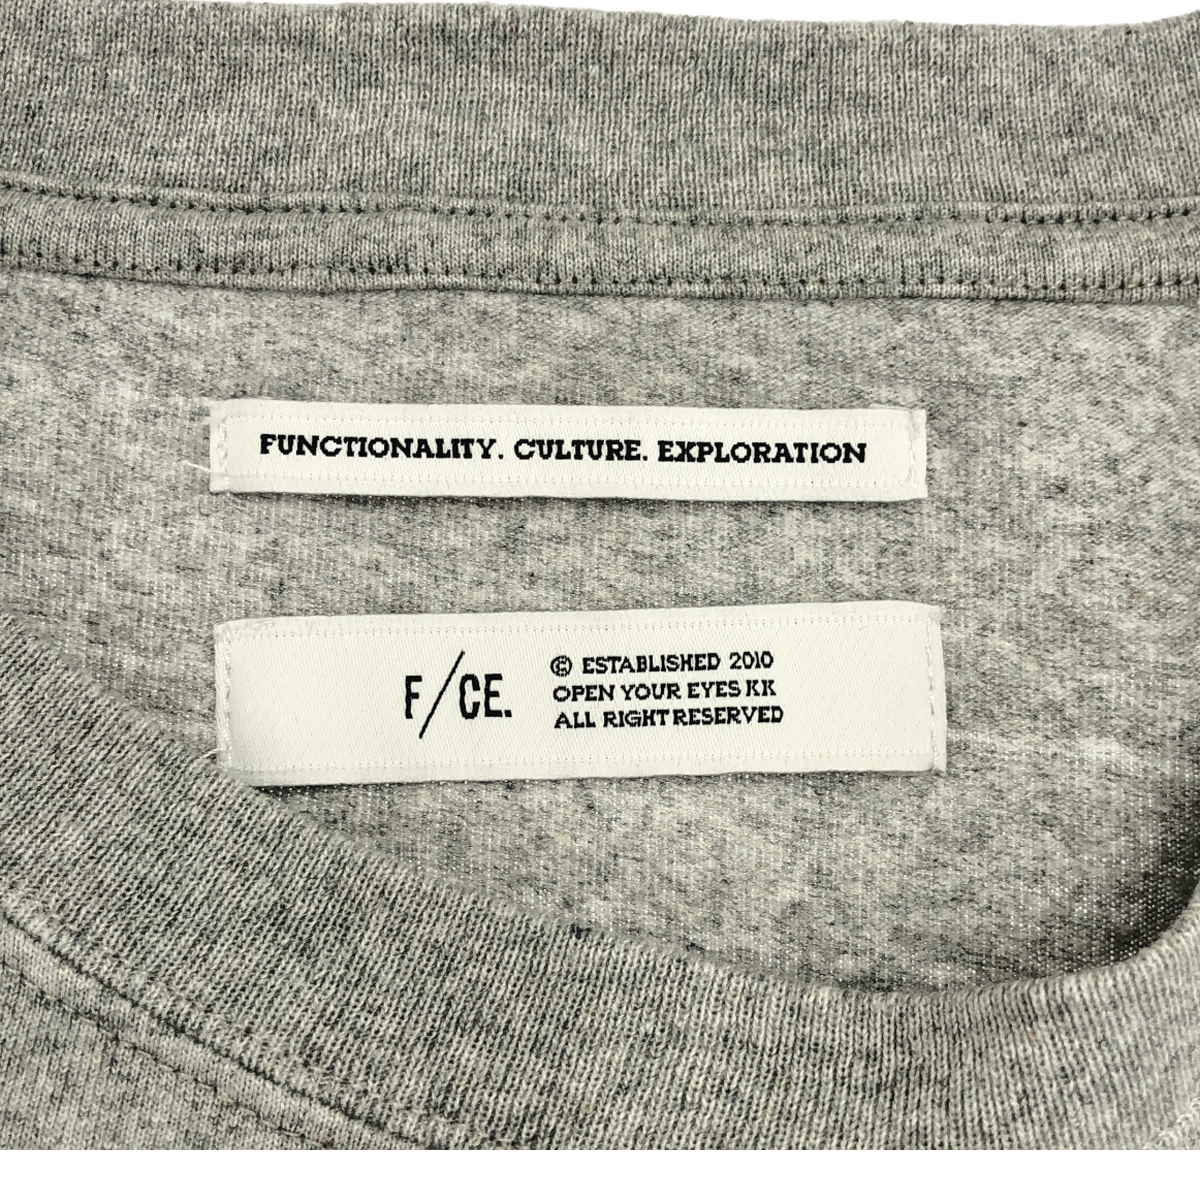 FUNCTIONALITY. CULTURE. EXPLORATION
F/CE.
© ESTABLISHED 2010
OPEN YOUR EYES KK
ALL RIGHT RESERVED